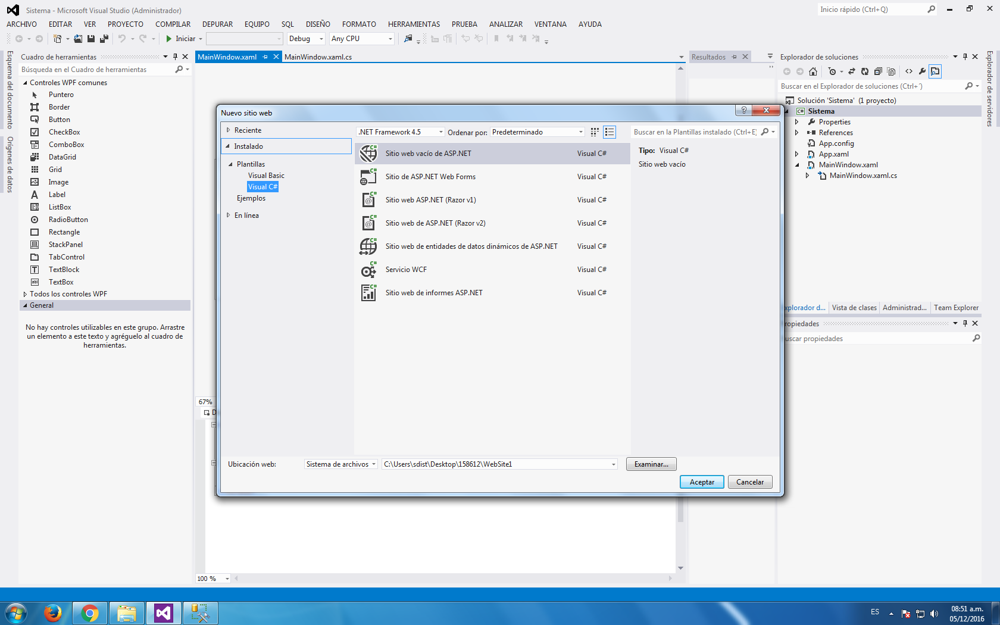 Sistema - Microsoft Visual Studio (Administrador)
Inicio rápido (Ctrl+Q)
ARCHIVO EDITAR VER PROYECTO COMPILAR DEPURAR EQUIPO SQL DISEÑO FORMATO HERRAMIENTAS PRUEBA ANALIZAR VENTANA AYUDA
Iniciar Debug Any CPU
Esquema del documento
Orígenes de datos
Cuadro de herramientas
Búsqueda en el Cuadro de herramientas
Controles WPF comunes
Puntero
Border
Button
CheckBox
ComboBox
DataGrid
Grid
Image
Label
ListBox
RadioButton
Rectangle
StackPanel
TabControl
TextBlock
TextBox
Todos los controles WPF
General
No hay controles utilizables en este grupo. Arrastre
un elemento a este texto y agréguelo al cuadro de
herramientas.
MainWindow.xaml MainWindow.xaml.cs
67%
D
100 %
Nuevo sitio web
Reciente
Instalado
Plantillas
Visual Basic
Visual C#
Ejemplos
En línea
.NET Framework 4.5 Ordenar por: Predeterminado
Buscar en la Plantillas instalado (Ctrl+E)
Sitio web vacío de ASP.NET Visual C#
Sitio de ASP.NET Web Forms Visual C#
Sitio web ASP.NET (Razor v1) Visual C#
Sitio web de ASP.NET (Razor v2) Visual C#
Sitio web de entidades de datos dinámicos de ASP.NET Visual C#
Servicio WCF Visual C#
Sitio web de informes ASP.NET Visual C#
Tipo: Visual C#
Sitio web vacío
Ubicación web: Sistema de archivos C:\Users\sdist\Desktop\158612\WebSite1 Examinar...
Aceptar Cancelar
Resultados
Explorador de soluciones
Buscar en el Explorador de soluciones (Ctrl+´)
Solución 'Sistema' (1 proyecto)
C# Sistema
Properties
References
App.config
App.xaml
MainWindow.xaml
MainWindow.xaml.cs
xplorador d... Vista de clases Administrad... Team Explorer
ropiedades
uscar propiedades
Explorador de servidores
ES
08:51 a.m.
05/12/2016